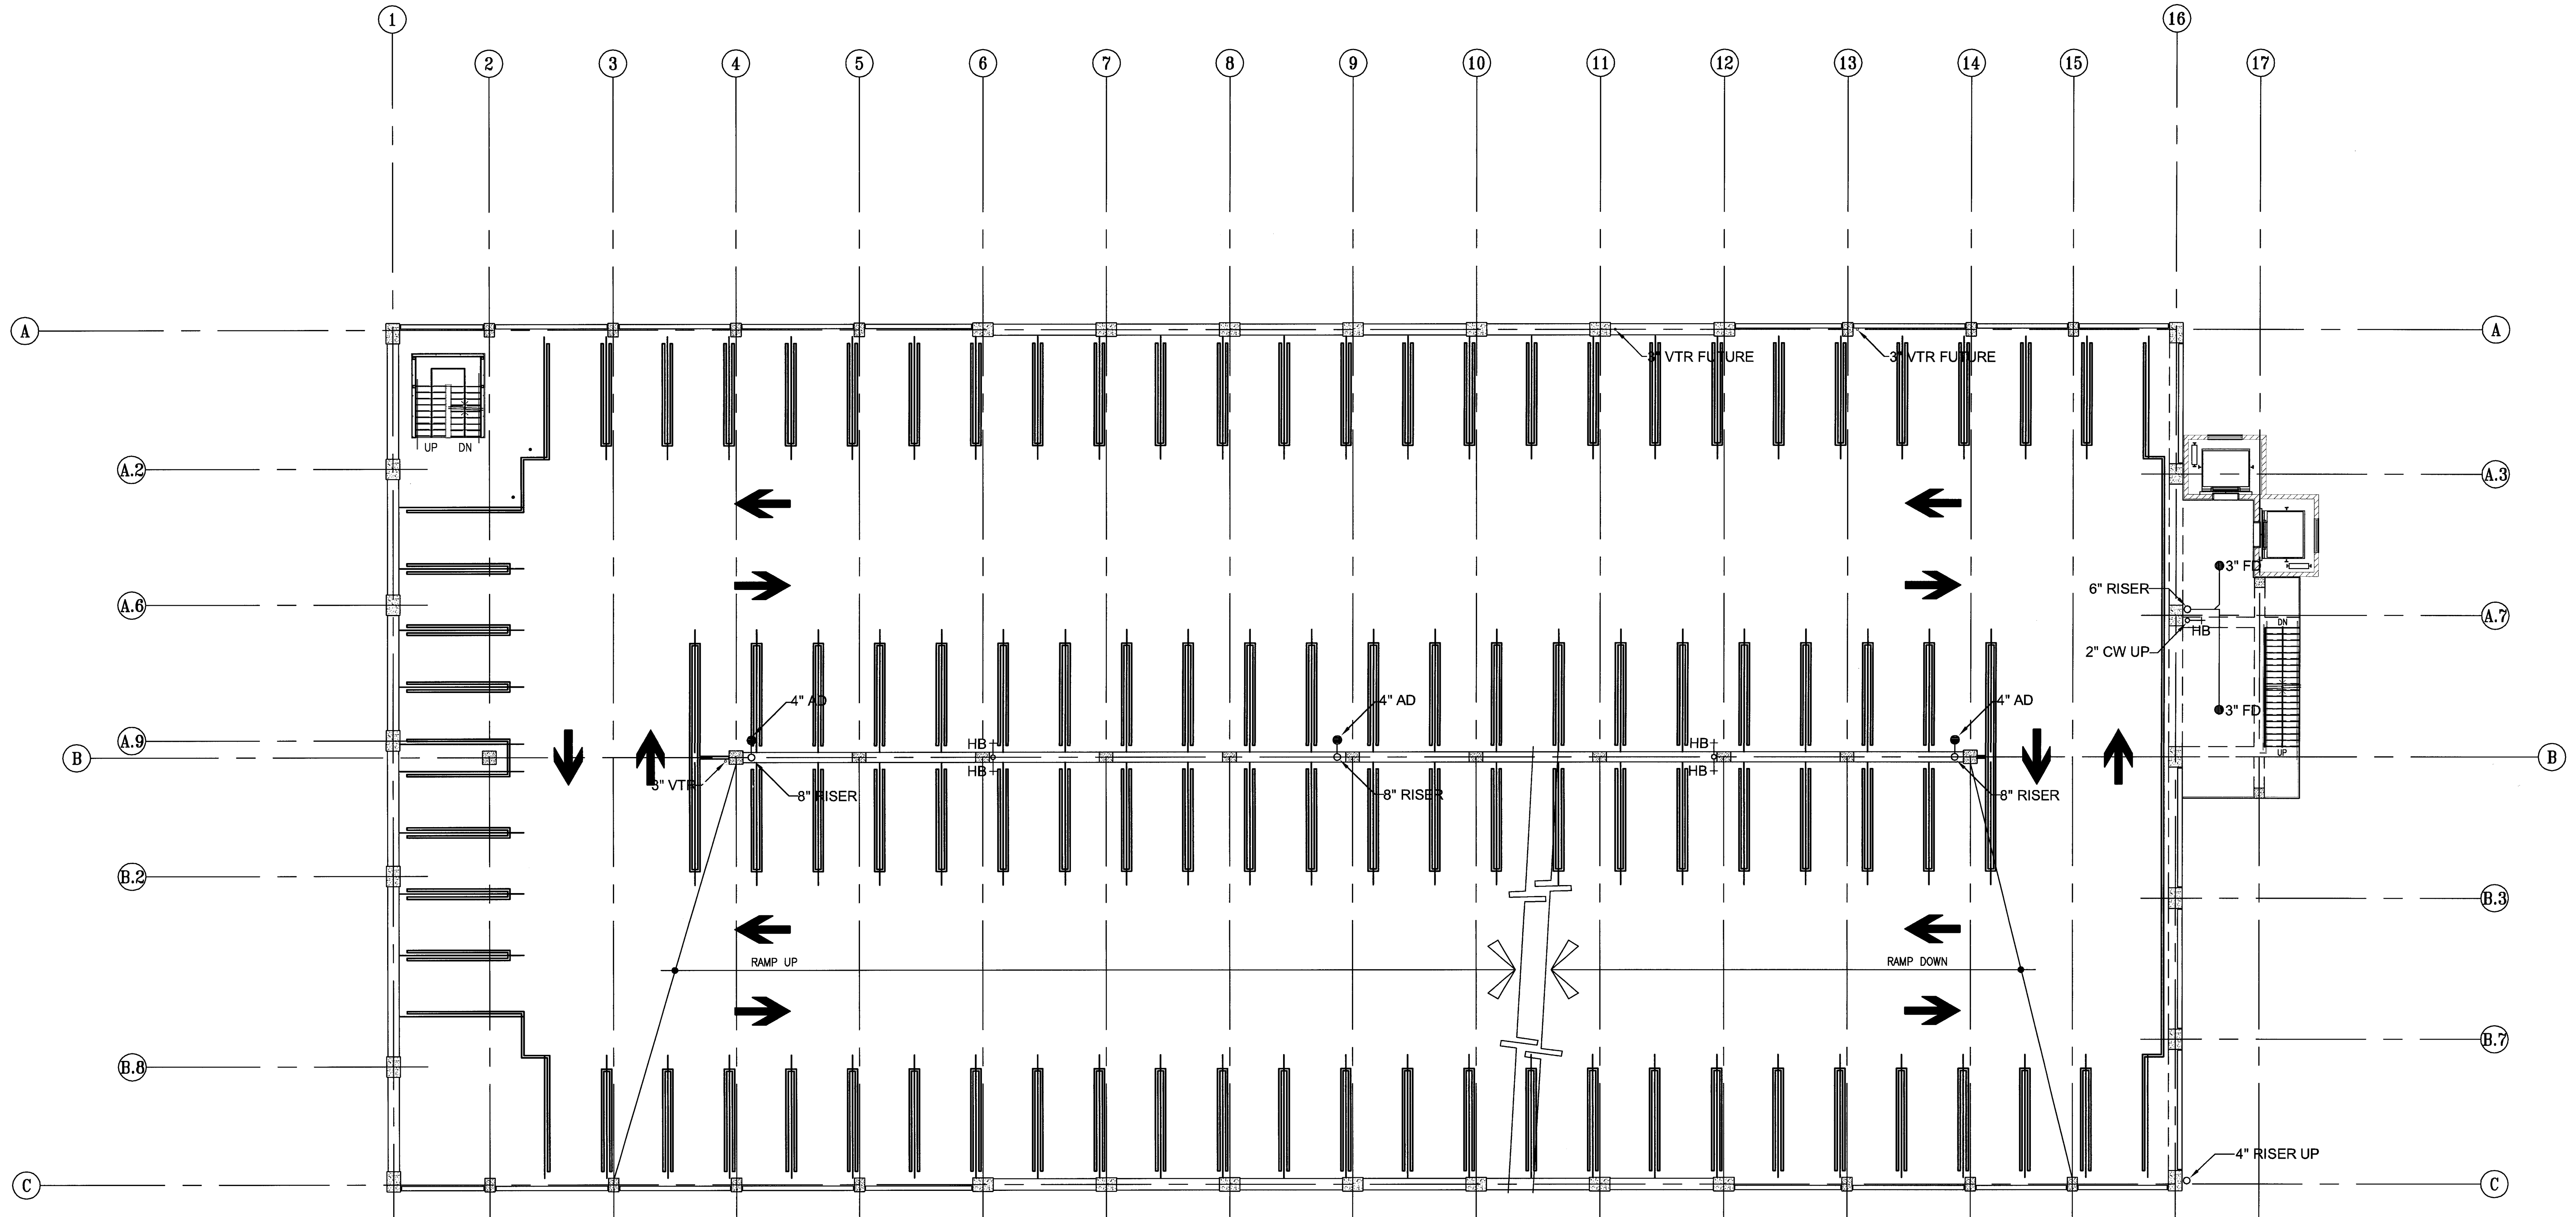 1
16
2
3
4
5
6
7
8
9
10
11
12
13
14
15
17
A
A
3" VTR FUTURE
3" VTR FUTURE
UP
DN
A.2
A.3
3" FD
6" RISER
A.6
A.7
DN
HB
2" CW UP
4" AD
4" AD
4" AD
3" FD
A.9
HB
HB
UP
B
B
HB
HB
3" VTR
8" RISER
8" RISER
8" RISER
B.2
B.3
RAMP UP
RAMP DOWN
B.7
B.8
4" RISER UP
C
C